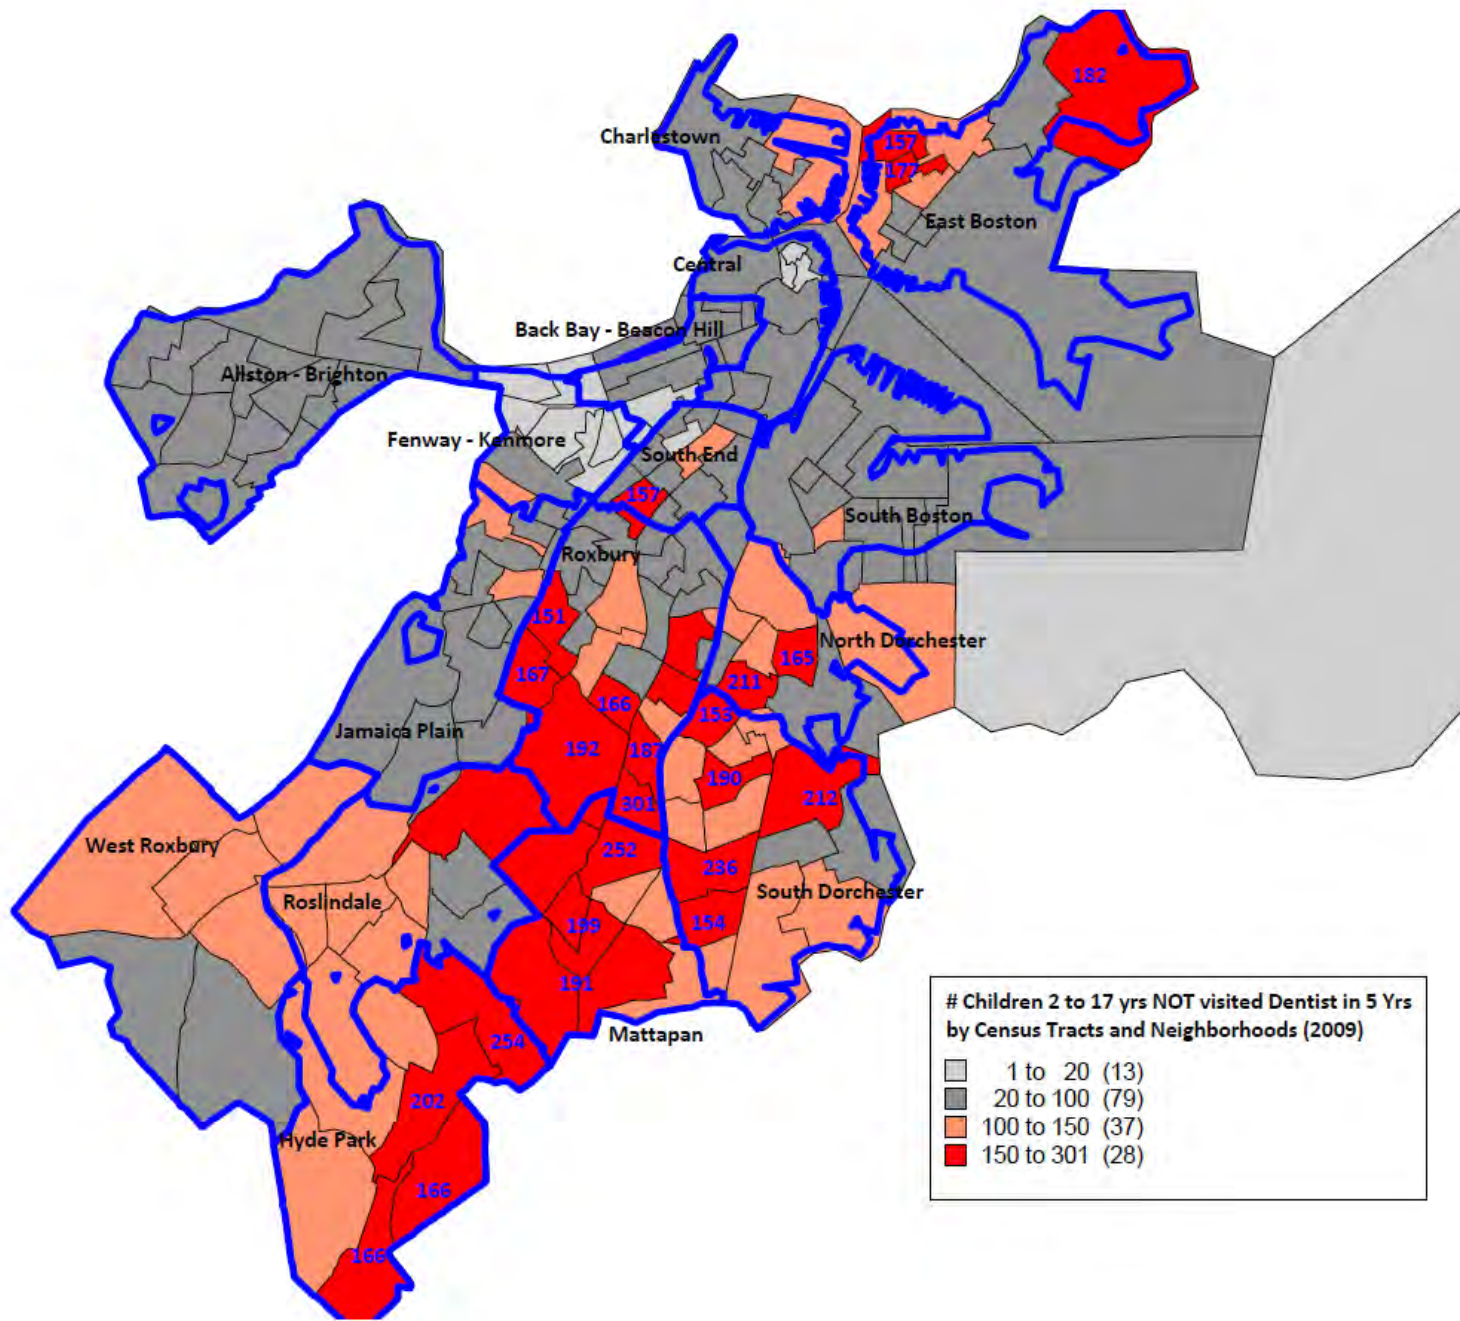 182
Charlestown
157
177
East Boston
Central
Back Bay - Beacon Hill
Allston - Brighton
Fenway - Kenmore
South End
157
South Boston
Roxbury
151
North Dorchester
165
167
211
166
153
Jamaica Plain
192
187
190
212
301
West Roxbury
252
236
South Dorchester
Roslindale
199
154
191
# Children 2 to 17 yrs NOT visited Dentist in 5 Yrs
by Census Tracts and Neighborhoods (2009)
Mattapan
254
1 to 20 (13)
20 to 100 (79)
202
100 to 150 (37)
Hyde Park
150 to 301 (28)
166
166